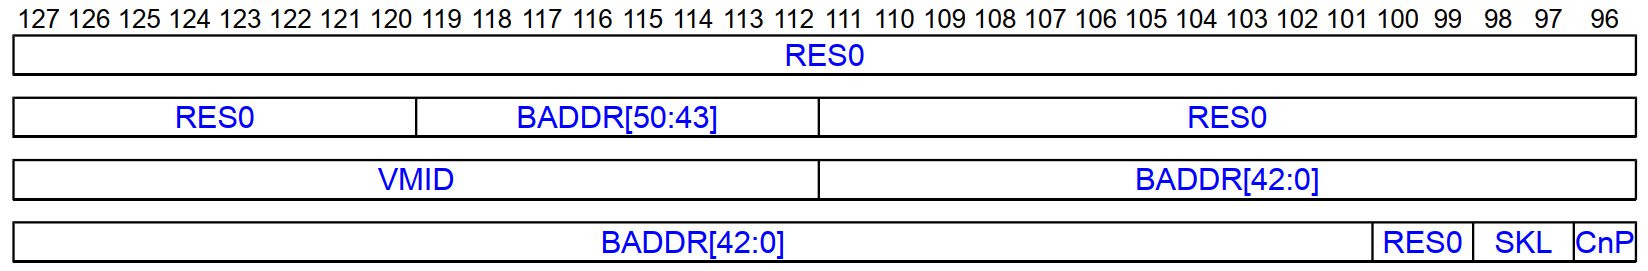 127 126 125 124 123 122 121 120 119 118 117 116 115 114 113 112 111 110 109 108 107 106 105 104 103 102 101 100 99 98 97 96
RES0
RES0 BADDR[50:43] RES0
VMID BADDR[42:0]
BADDR[42:0] RES0 SKL CnP